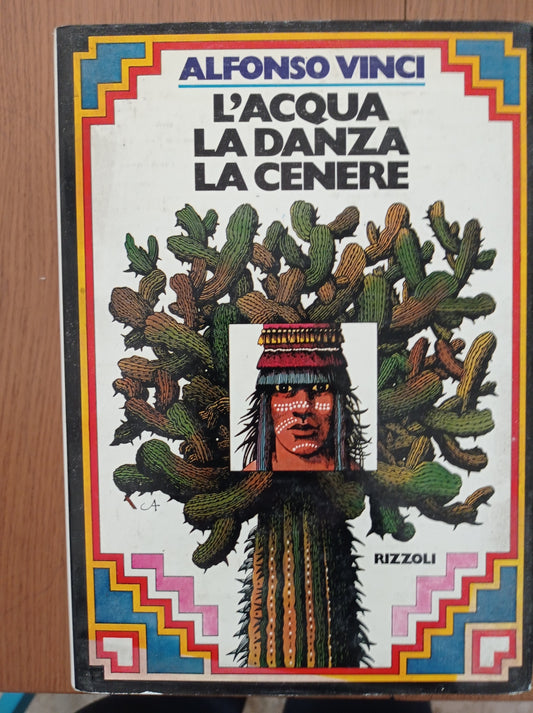 ALFONSO VINCI
L'ACQUA
LA DANZA
LA CENERE
RIZZOLI